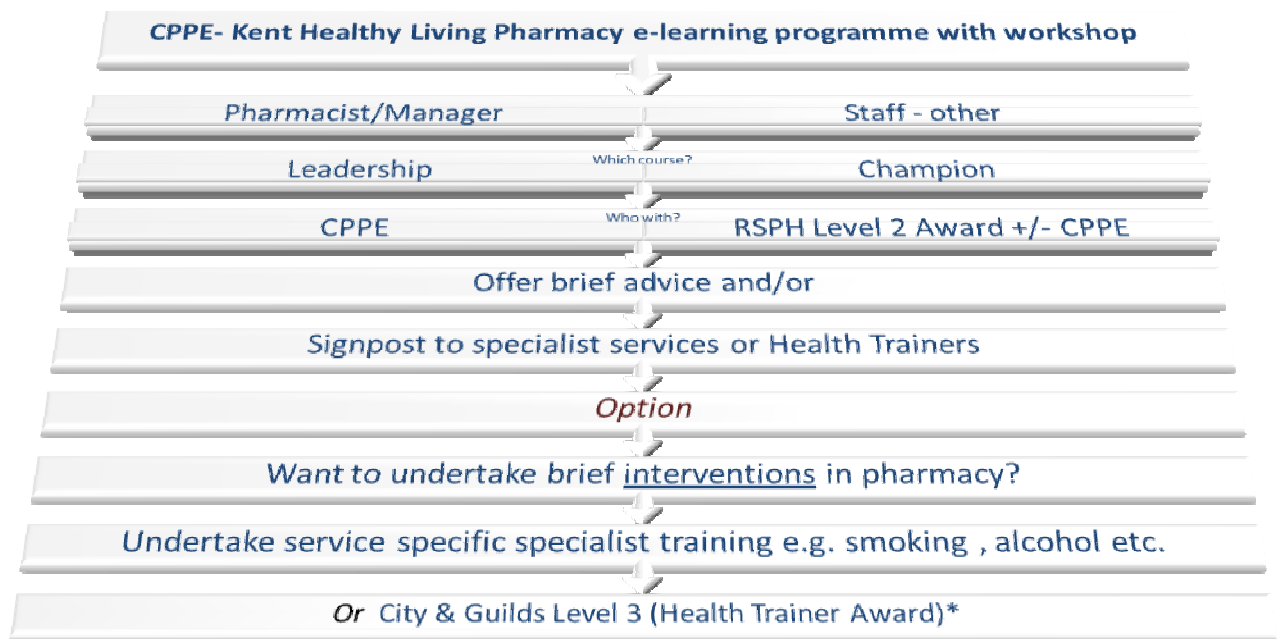 CPPE- Kent Healthy Living Pharmacy e-learning programme with workshop
Pharmacist/Manager Staff - other
Which course?
Leadership Champion
Who with?
CPPE RSPH Level 2 Award +/- CPPE
Offer brief advice and/or
Signpost to specialist services or Health Trainers
Option
Want to undertake brief interventions in pharmacy?
Undertake service specific specialist training e.g. smoking , alcohol etc.
Or City & Guilds Level 3 (Health Trainer Award)*